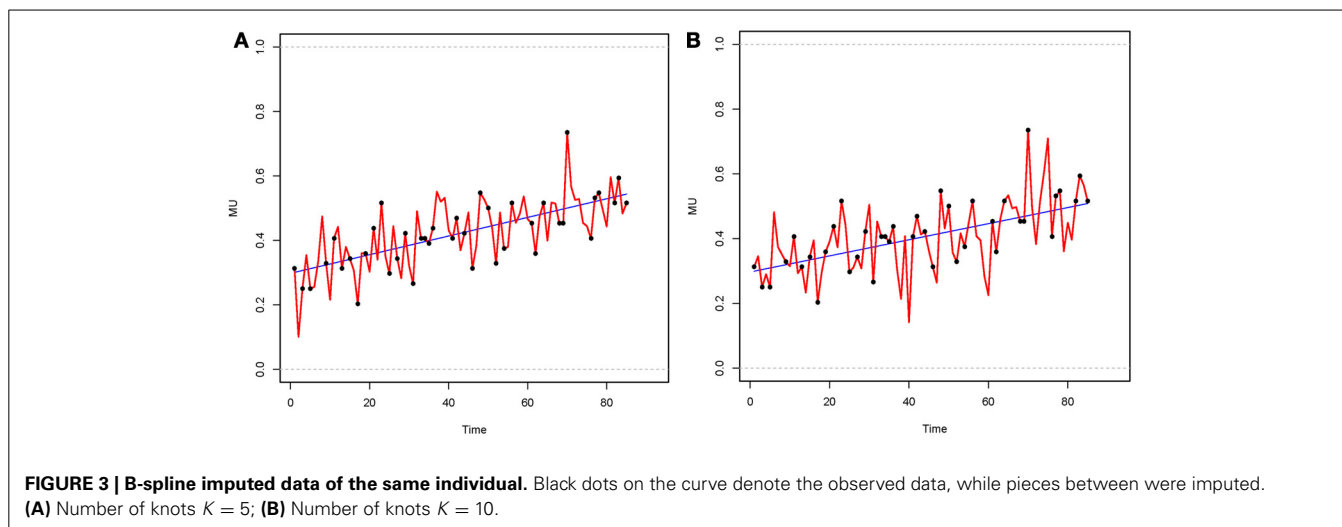 A
1.0
0.8
0.6
0.4
0.2
0.0
MU
0 20 40 60 80
Time
B
1.0
0.8
0.6
0.4
0.2
0.0
MU
0 20 40 60 80
Time
FIGURE 3 | B-spline imputed data of the same individual. Black dots on the curve denote the observed data, while pieces between were imputed.
(A) Number of knots K = 5; (B) Number of knots K = 10.